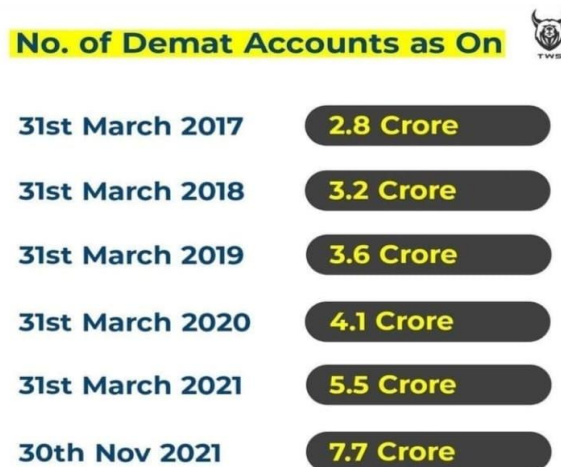 No. of Demat Accounts as On
TWS
31st March 2017 2.8 Crore
31st March 2018 3.2 Crore
31st March 2019 3.6 Crore
31st March 2020 4.1 Crore
31st March 2021 5.5 Crore
30th Nov 2021 7.7 Crore